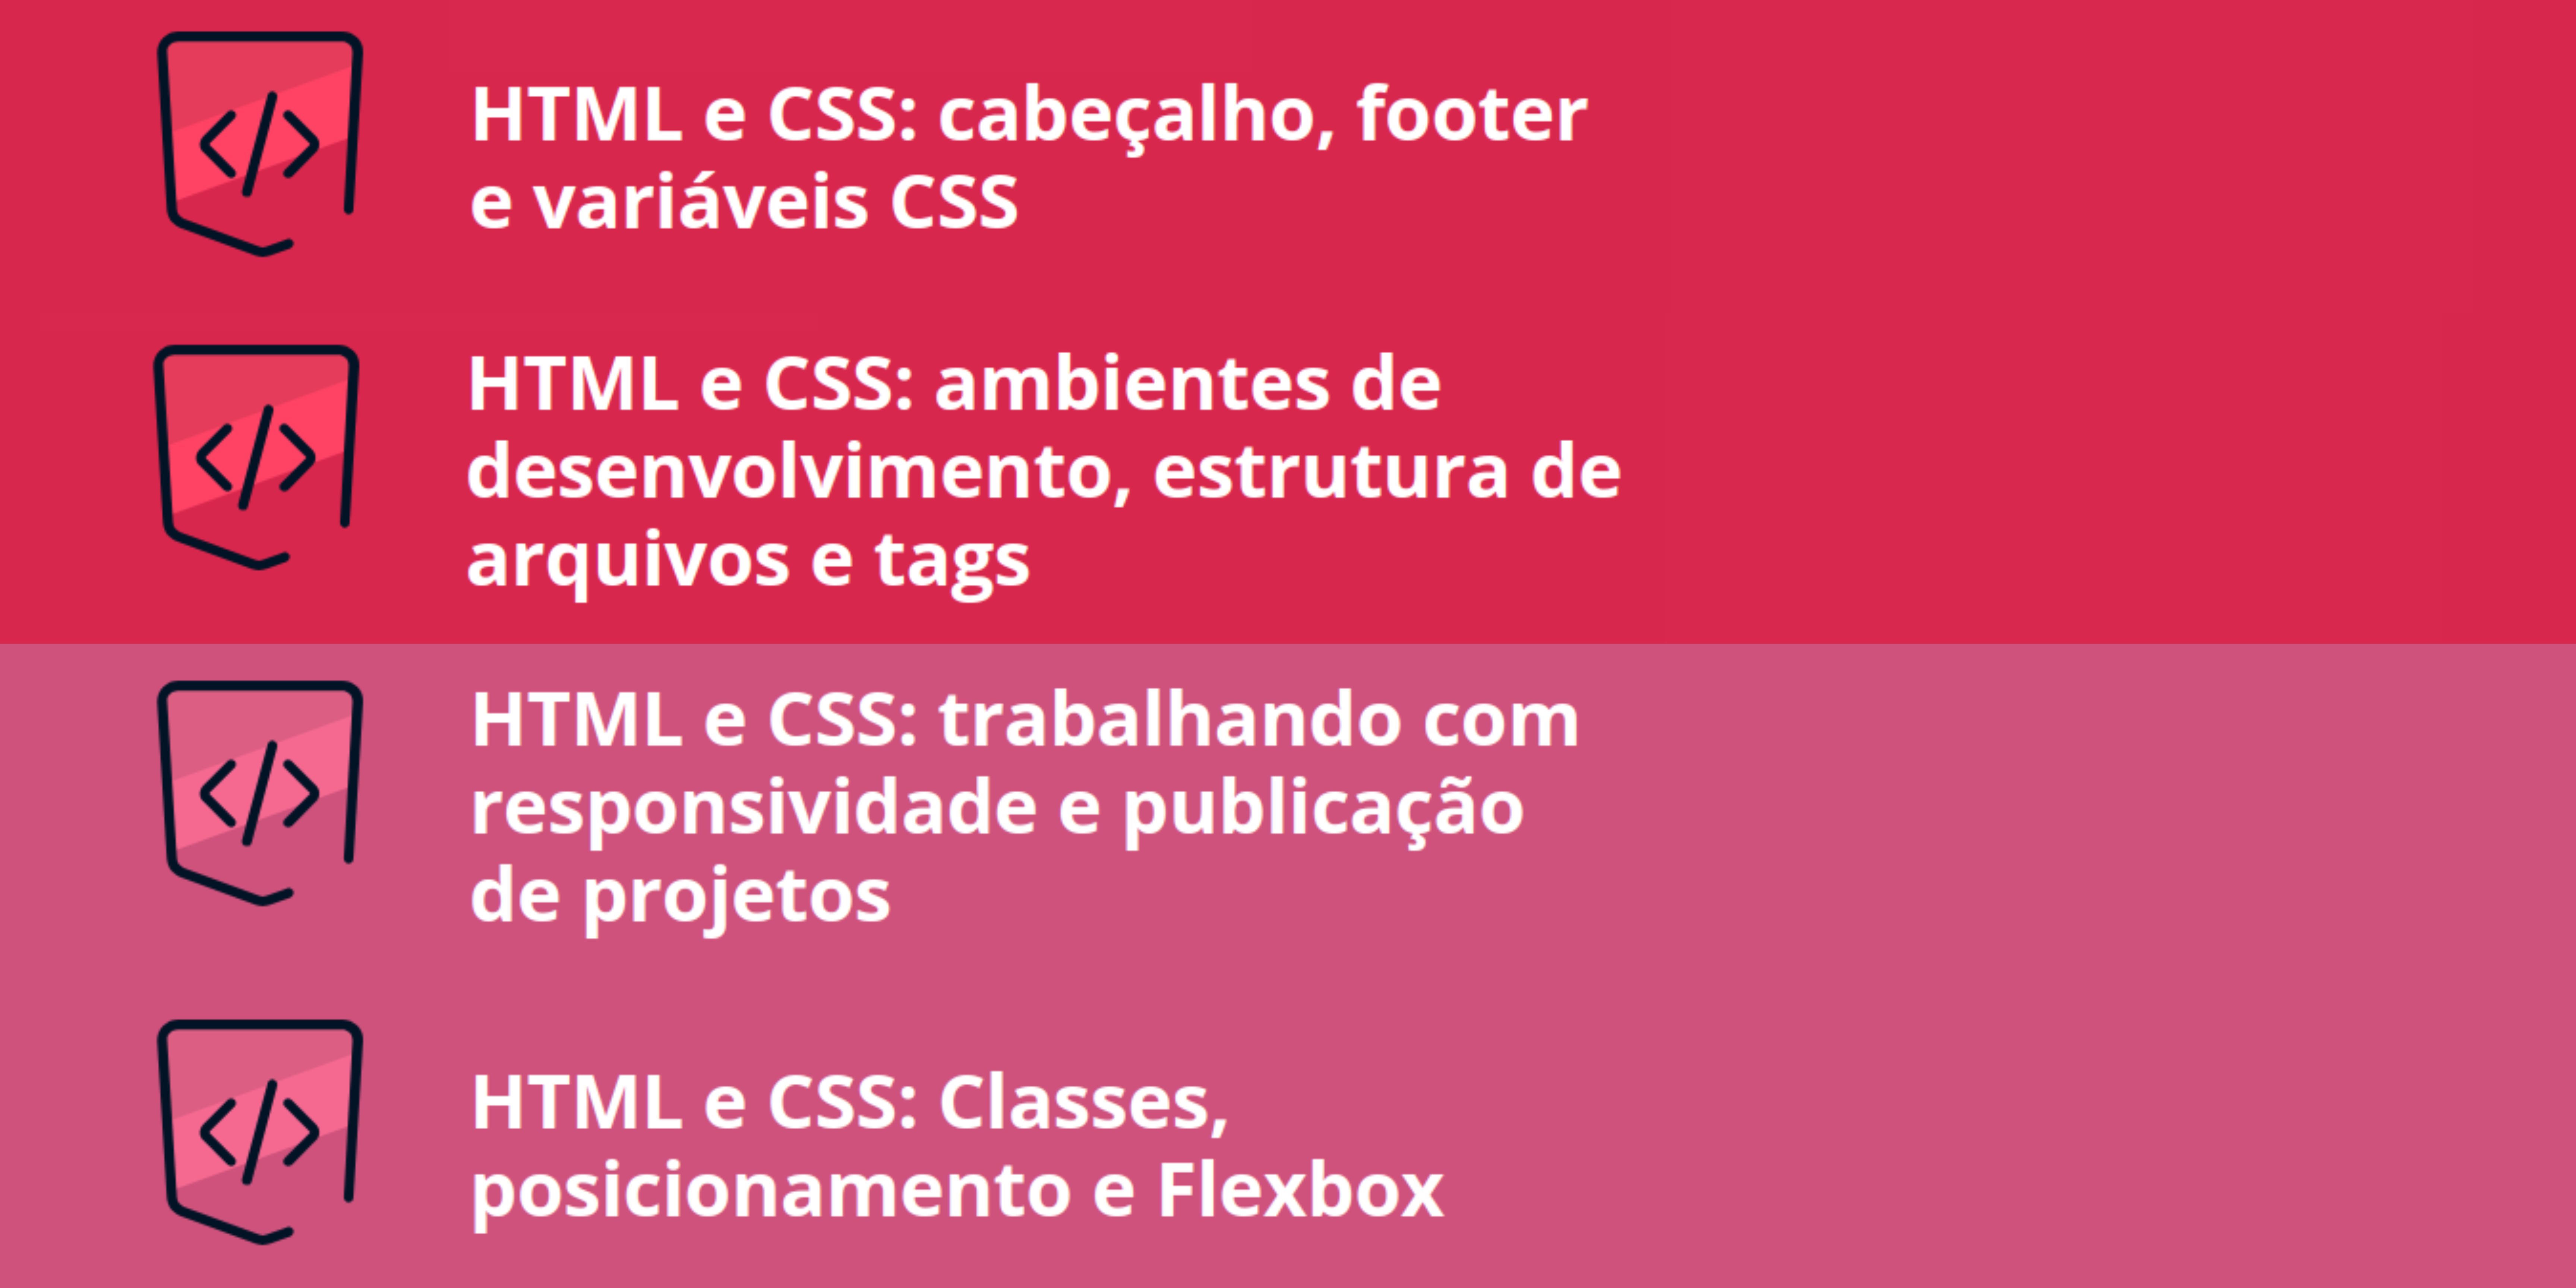 HTML e CSS: cabeçalho, footer
e variáveis CSS
HTML e CSS: ambientes de
desenvolvimento, estrutura de
arquivos e tags
HTML e CSS: trabalhando com
responsividade e publicação
de projetos
HTML e CSS: Classes,
posicionamento e Flexbox